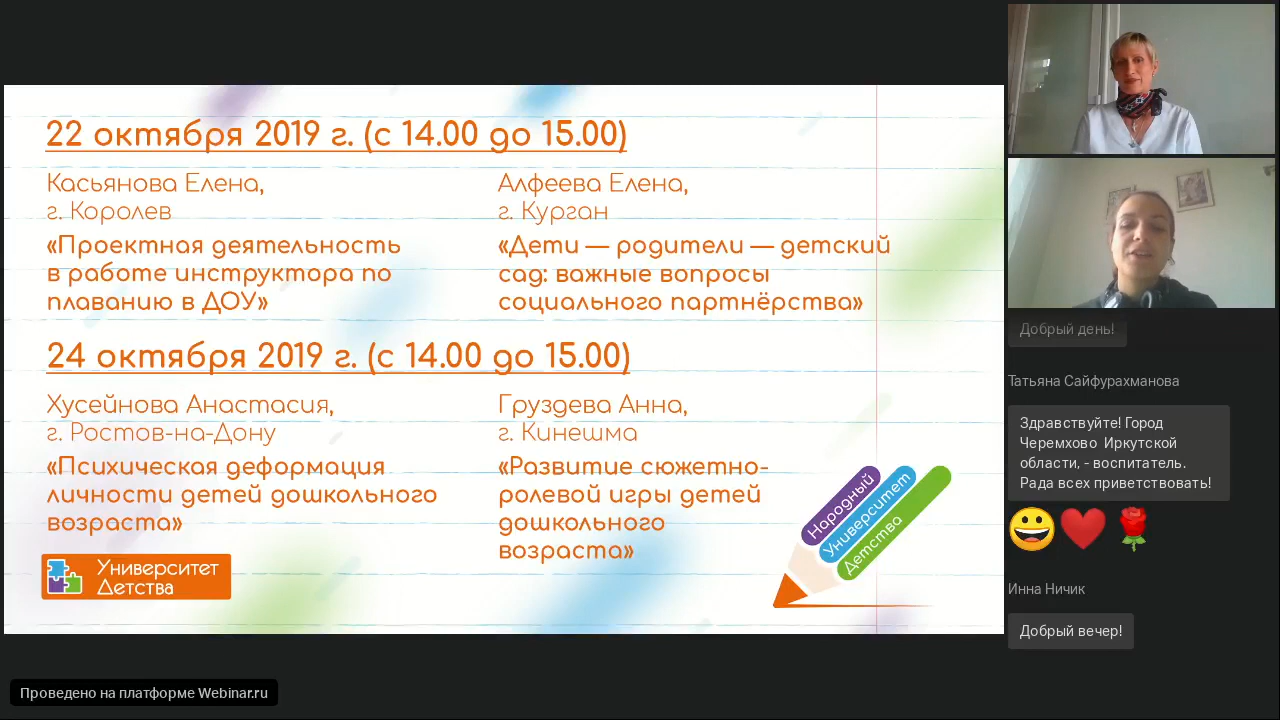 22 октября 2019 г. (с 14.00 до 15.00)
Касьянова Елена,
г. Королев
«Проектная деятельность
в работе инструктора по
плаванию в ДОУ»
Алфеева Елена,
г. Курган
«Дети — родители — детский
сад: важные вопросы
социального партнёрства»
24 октября 2019 г. (с 14.00 до 15.00)
Хусейнова Анастасия,
г. Ростов-на-Дону
«Психическая деформация
личности детей дошкольного
возраста»
Груздева Анна,
г. Кинешма
«Развитие сюжетно-
ролевой игры детей
дошкольного
возраста»
Университет
Детства
Народный
Университет
Детства
Проведено на платформе Webinar.ru
Добрый день!
Татьяна Сайфурахманова
Здравствуйте! Город
Черемхово Иркутской
области, - воспитатель.
Рада всех приветствовать!
Инна Ничик
Добрый вечер!